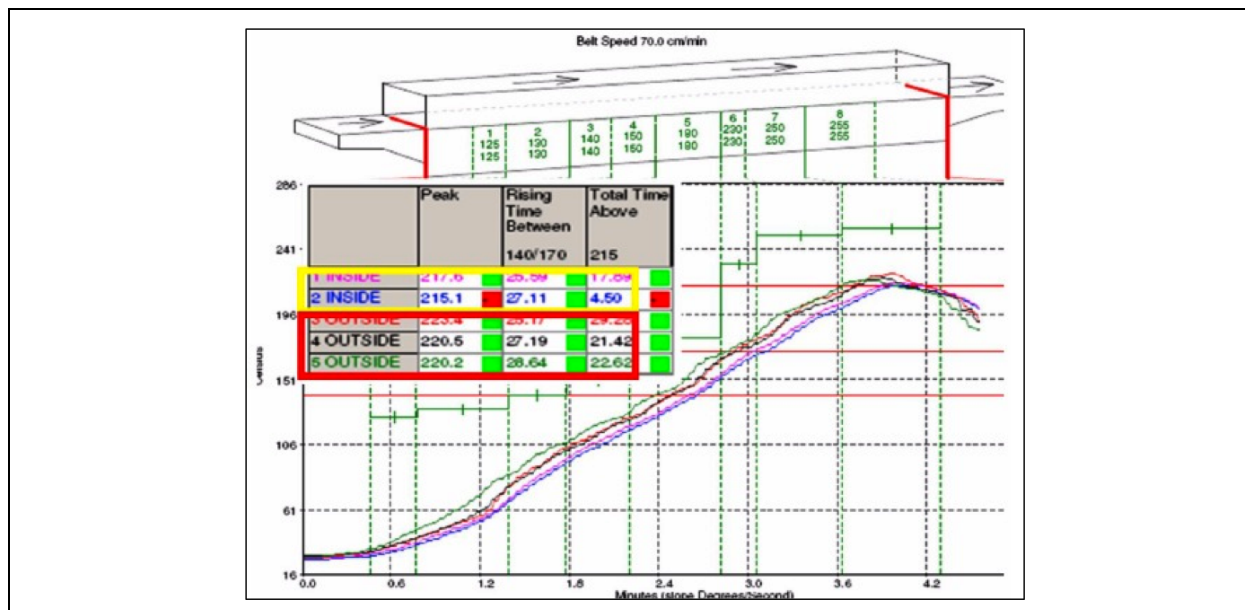 Belt Speed 70.0 cm/min
1 2 3 4 5 6 7 8
125 130 140 150 190 230 250 255
125 130 140 150 190 230 250 255
Peak Rising Time Between 140/170 Total Time Above 215
1 INSIDE 217.6 25.59 17.89
2 INSIDE 215.1 27.11 4.50
3 OUTSIDE 223.4 25.17
4 OUTSIDE 220.5 27.19 21.42
5 OUTSIDE 220.2 28.64 22.62
286
241
196
151
106
61
16
Celsius
0.0 0.6 1.2 1.8 2.4 3.0 3.6 4.2
Minutes (slope Degrees/Second)